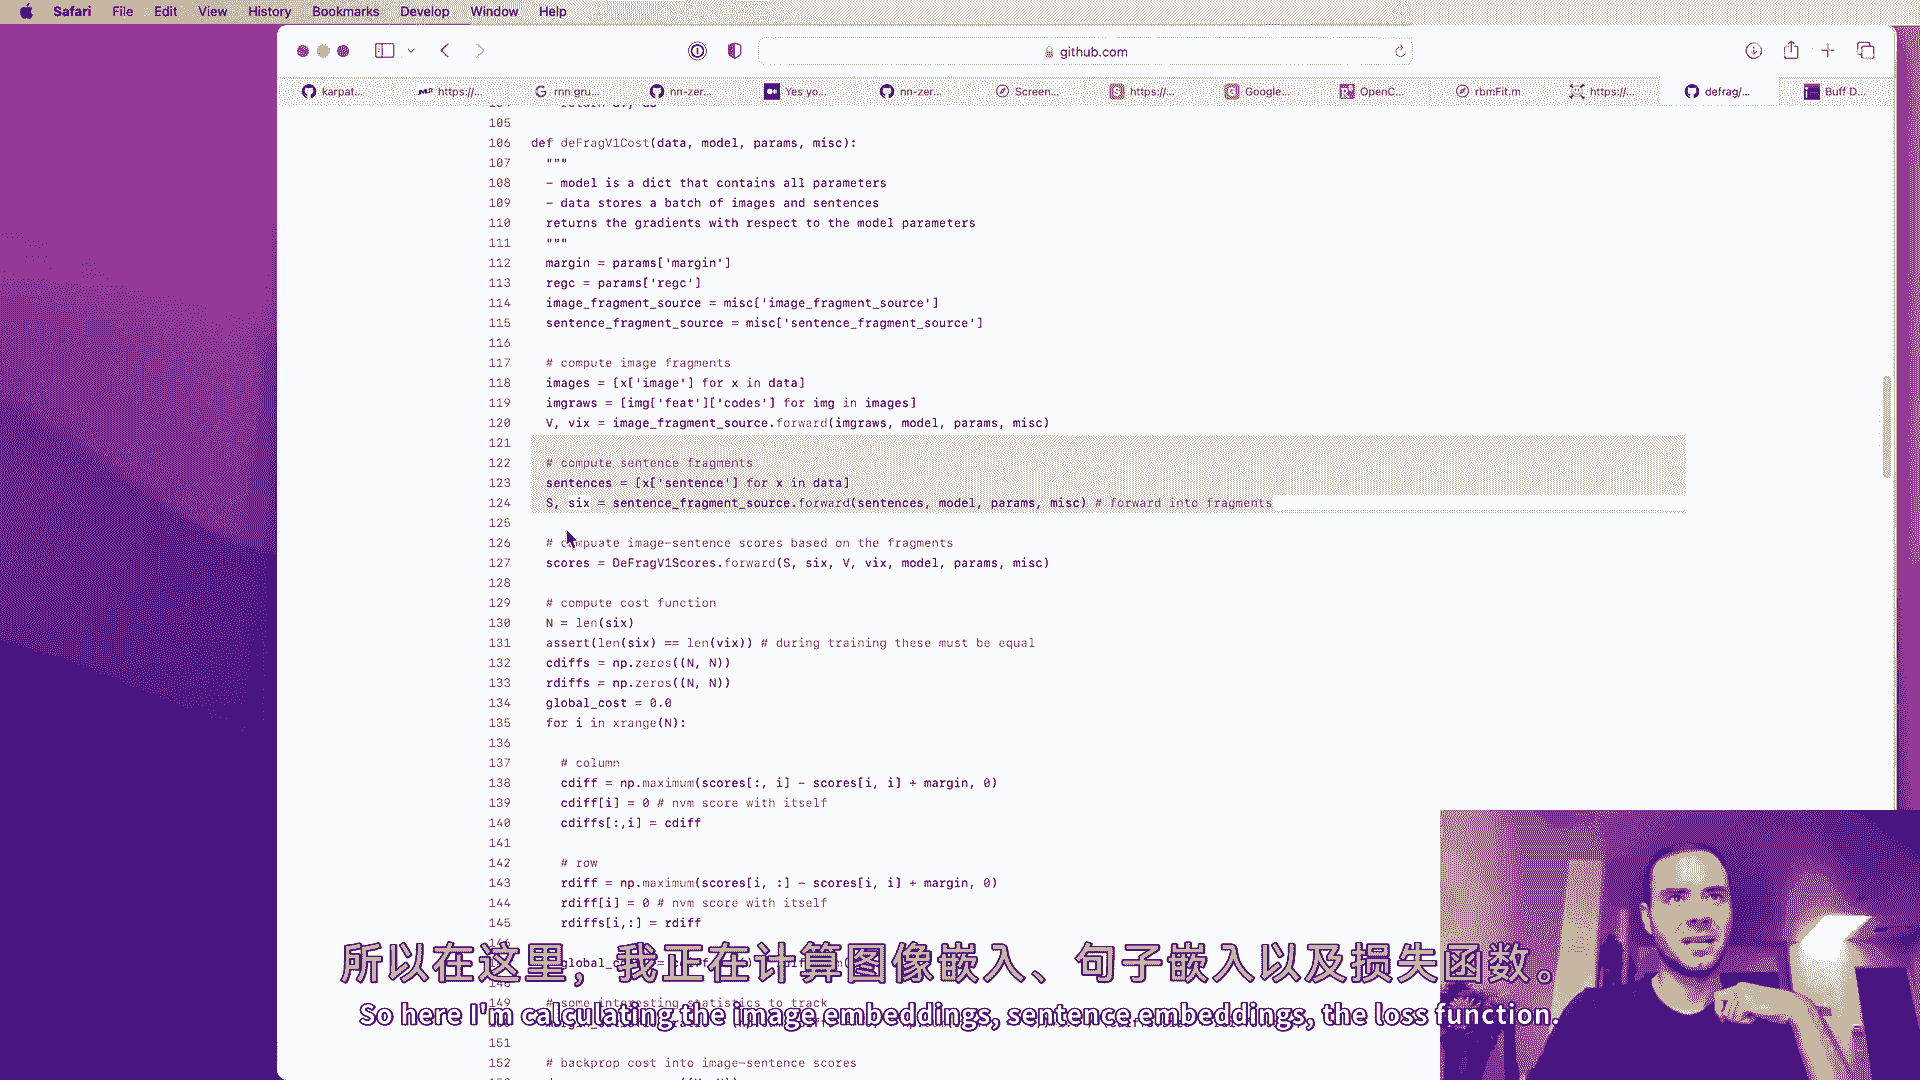 Safari File Edit View History Bookmarks Develop Window Help
github.com
karpat... https://... rnn gru... nn-zer... Yes yo... nn-zer... Screen... https://... Google... OpenC... rbmFit.m https://... defrag/... Buff D...
105
106 def deFragV1Cost(data, model, params, misc):
107 """
108 - model is a dict that contains all parameters
109 - data stores a batch of images and sentences
110 returns the gradients with respect to the model parameters
111 """
112 margin = params['margin']
113 regc = params['regc']
114 image_fragment_source = misc['image_fragment_source']
115 sentence_fragment_source = misc['sentence_fragment_source']
116
117 # compute image fragments
118 images = [x['image'] for x in data]
119 imgraws = [img['feat']['codes'] for img in images]
120 V, vix = image_fragment_source.forward(imgraws, model, params, misc)
121
122 # compute sentence fragments
123 sentences = [x['sentence'] for x in data]
124 S, six = sentence_fragment_source.forward(sentences, model, params, misc) # forward into fragments
125
126 # image-sentence scores based on the fragments
127 scores = DeFragV1Scores.forward(S, six, V, vix, model, params, misc)
128
129 # compute cost function
130 N = len(six)
131 assert(len(six) == len(vix)) # during training these must be equal
132 cdiffs = np.zeros((N, N))
133 rdiffs = np.zeros((N, N))
134 global_cost = 0.0
135 for i in xrange(N):
136
137 # column
138 cdiff = np.maximum(scores[:, i] - scores[i, i] + margin, 0)
139 cdiff[i] = 0 # nvm score with itself
140 cdiffs[:,i] = cdiff
141
142 # row
143 rdiff = np.maximum(scores[i, :] - scores[i, i] + margin, 0)
144 rdiff[i] = 0 # nvm score with itself
145 rdiffs[i,:] = rdiff
所以在这里，我正在计算图像嵌入、句子嵌入以及损失函数。
149 # some interesting statistics to track
So here I'm calculating the image embeddings, sentence embeddings, the loss function.
151
152 # backprop cost into image-sentence scores